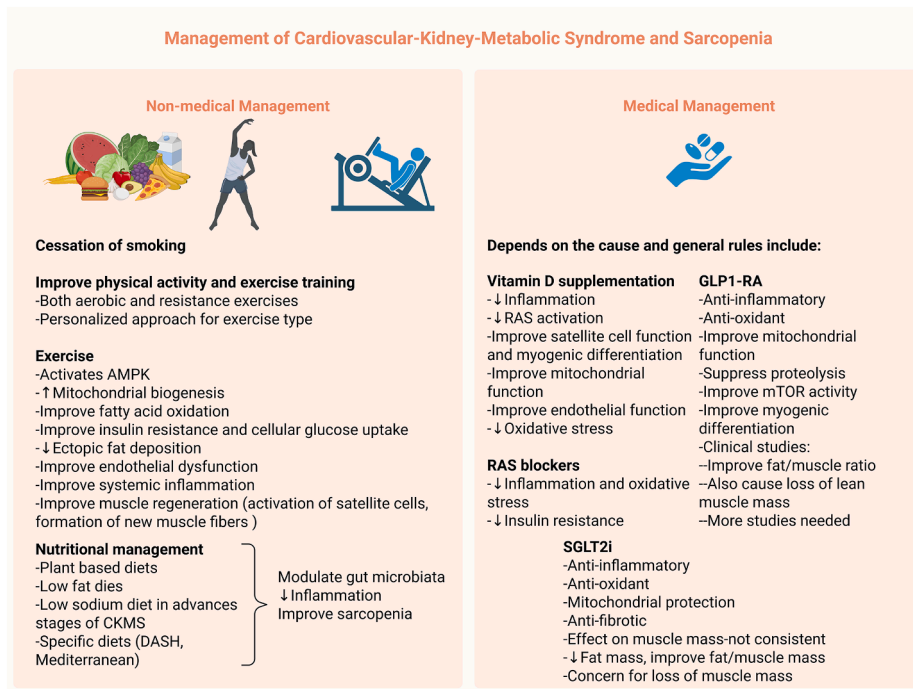 Management of Cardiovascular-Kidney-Metabolic Syndrome and Sarcopenia
Non-medical Management
Cessation of smoking
Improve physical activity and exercise training
-Both aerobic and resistance exercises
-Personalized approach for exercise type
Exercise
-Activates AMPK
-↑Mitochondrial biogenesis
-Improve fatty acid oxidation
-Improve insulin resistance and cellular glucose uptake
-↓Ectopic fat deposition
-Improve endothelial dysfunction
-Improve systemic inflammation
-Improve muscle regeneration (activation of satellite cells,
formation of new muscle fibers )
Nutritional management
-Plant based diets
-Low fat dies
-Low sodium diet in advances
stages of CKMS
-Specific diets (DASH,
Mediterranean)
Modulate gut microbiata
↓Inflammation
Improve sarcopenia
Medical Management
Depends on the cause and general rules include:
Vitamin D supplementation
-↓Inflammation
-↓RAS activation
-Improve satellite cell function
and myogenic differentiation
-Improve mitochondrial
function
-Improve endothelial function
-↓Oxidative stress
RAS blockers
-↓Inflammation and oxidative
stress
-↓Insulin resistance
GLP1-RA
-Anti-inflammatory
-Anti-oxidant
-Improve mitochondrial
function
-Suppress proteolysis
-Improve mTOR activity
-Improve myogenic
differentiation
-Clinical studies:
--Improve fat/muscle ratio
--Also cause loss of lean
muscle mass
--More studies needed
SGLT2i
-Anti-inflammatory
-Anti-oxidant
-Mitochondrial protection
-Anti-fibrotic
-Effect on muscle mass-not consistent
-↓Fat mass, improve fat/muscle mass
-Concern for loss of muscle mass